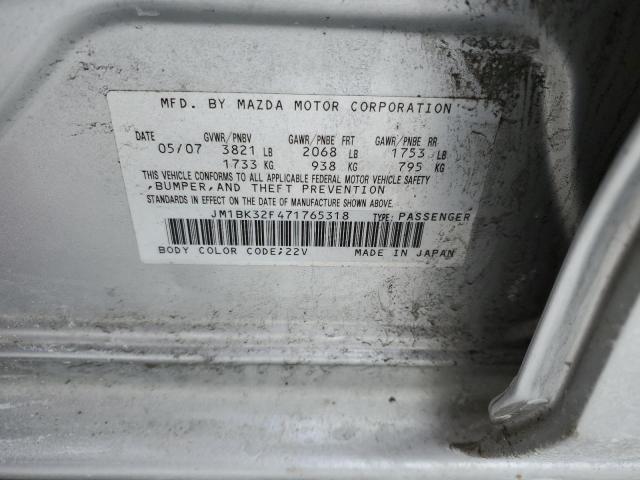 MFD. BY MAZDA MOTOR CORPORATION
DATE GVWR/PNBV GAWR/PNBE FRT GAWR/PNBE RR
05/07 3821 LB 2068 LB 1753 LB
1733 KG 938 KG 795 KG
THIS VEHICLE CONFORMS TO ALL APPLICABLE FEDERAL MOTOR VEHICLE SAFETY
,BUMPER,AND THEFT PREVENTION
STANDARDS IN EFFECT ON THE DATE OF MANUFACTURE SHOWN ABOVE.
JM1BK32F471765318 TYPE: PASSENGER
BODY COLOR CODE;22V MADE IN JAPAN